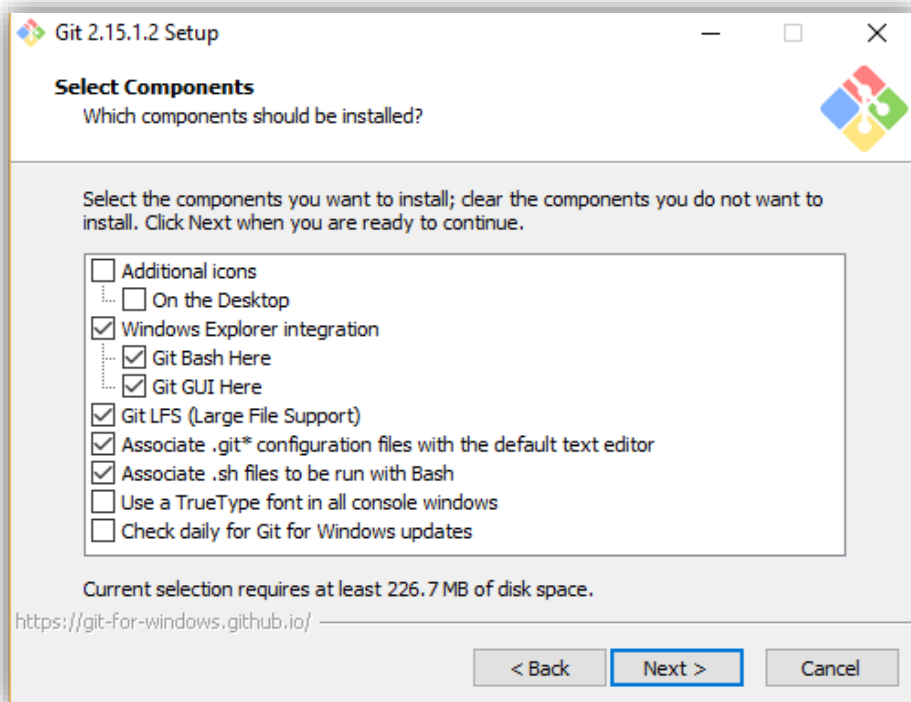 Git 2.15.1.2 Setup
Select Components
Which components should be installed?
Select the components you want to install; clear the components you do not want to
install. Click Next when you are ready to continue.
Additional icons
On the Desktop
Windows Explorer integration
Git Bash Here
Git GUI Here
Git LFS (Large File Support)
Associate .git* configuration files with the default text editor
Associate .sh files to be run with Bash
Use a TrueType font in all console windows
Check daily for Git for Windows updates
Current selection requires at least 226.7 MB of disk space.
https://git-for-windows.github.io/
< Back
Next >
Cancel